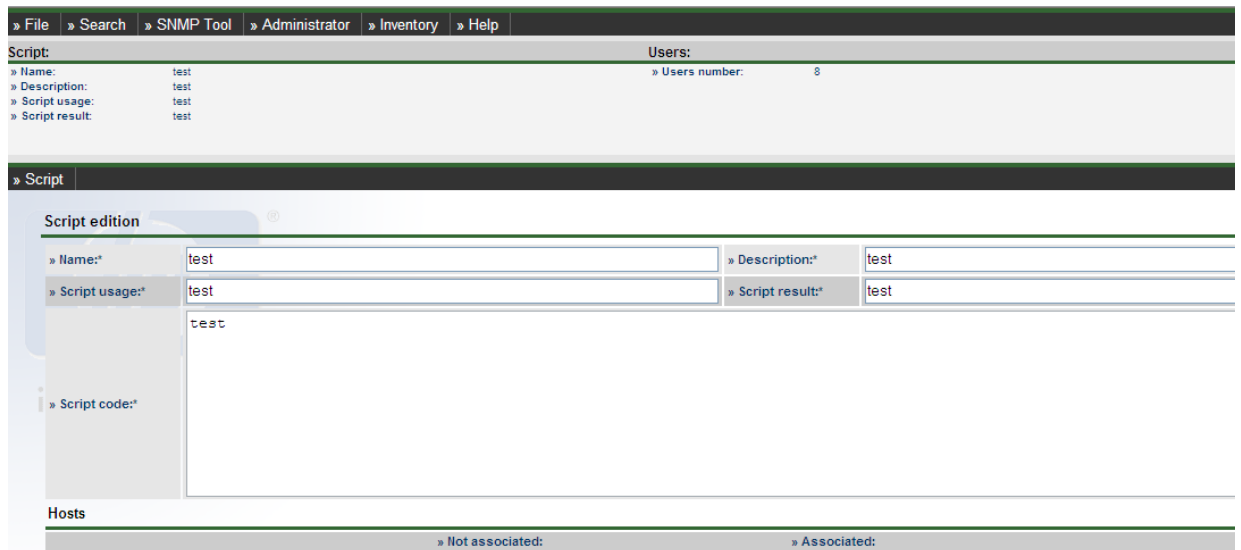 » File » Search » SNMP Tool » Administrator » Inventory » Help
Script: Users:
» Name: test » Users number: 8
» Description: test
» Script usage: test
» Script result: test
» Script
Script edition
®
» Name:* test » Description:* test
» Script usage:* test » Script result:* test
» Script code:* test
Hosts
» Not associated: » Associated: